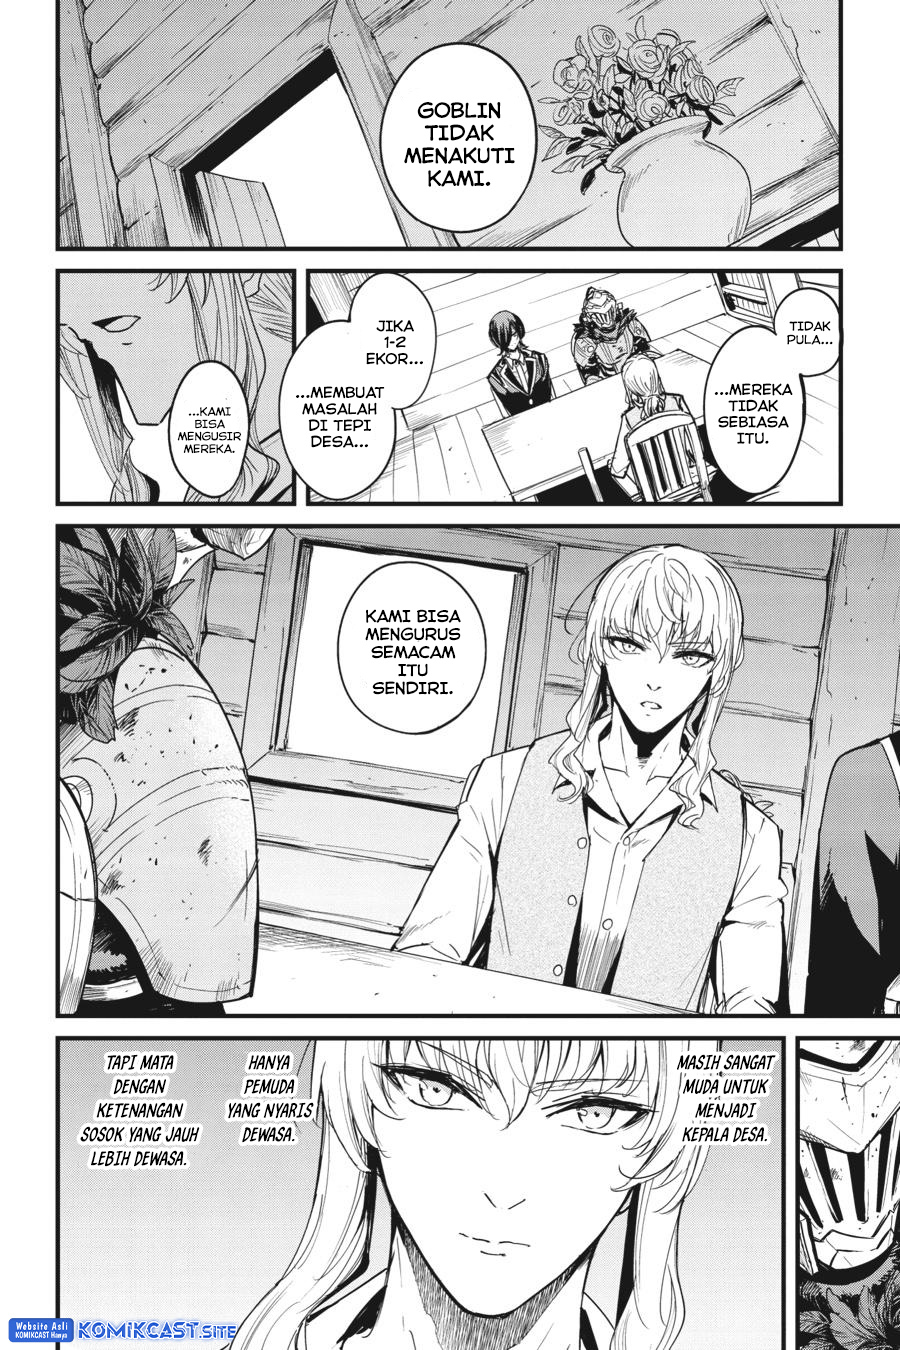 GOBLIN
TIDAK
MENAKUTI
KAMI.
TIDAK
PULA...
...MEREKA
TIDAK
SEBIASA
ITU.
JIKA
1-2
EKOR...
...MEMBUAT
MASALAH
DI TEPI
DESA...
...KAMI
BISA
MENGUSIR
MEREKA.
KAMI BISA
MENGURUS
SEMACAM
ITU
SENDIRI.
MASIH SANGAT
MUDA UNTUK
MENJADI
KEPALA DESA.
HANYA
PEMUDA
YANG NYARIS
DEWASA.
TAPI MATA
DENGAN
KETENANGAN
SOSOK YANG JAUH
LEBIH DEWASA.
Website Asli
KOMIKCAST Hanya
KOMIKCAST.SITE